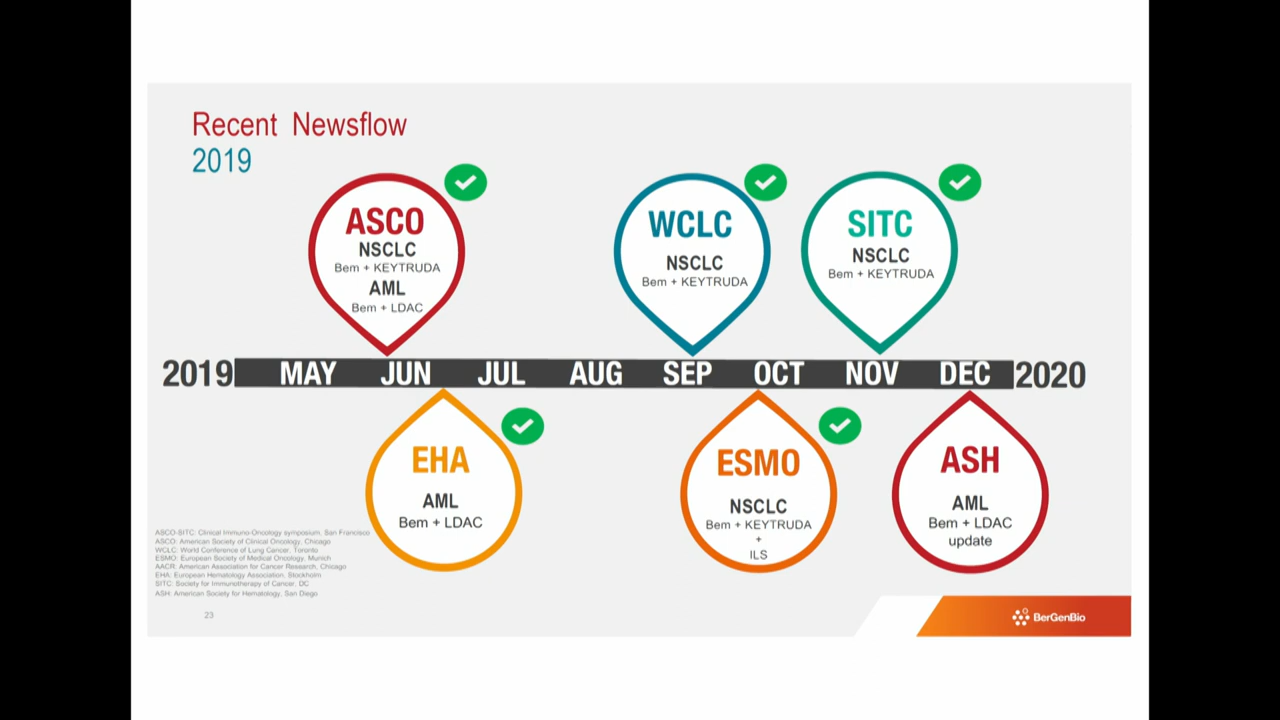 Recent Newsflow
2019
ASCO
NSCLC
Bem + KEYTRUDA
AML
Bem + LDAC
WCLC
NSCLC
Bem + KEYTRUDA
SITC
NSCLC
Bem + KEYTRUDA
2019 MAY JUN JUL AUG SEP OCT NOV DEC 2020
EHA
AML
Bem + LDAC
ESMO
NSCLC
Bem + KEYTRUDA
+
ILS
ASH
AML
Bem + LDAC
update
ASCO-SITC: Clinical Immuno-Oncology symposium, San Francisco
ASCO: American Society of Clinical Oncology, Chicago
WCLC: World Conference of Lung Cancer, Toronto
ESMO: European Society of Medical Oncology, Munich
AACR: American Association for Cancer Research, Chicago
EHA: European Hematology Association, Stockholm
SITC: Society for Immunotherapy of Cancer, DC
ASH: American Society for Hematology, San Diego
23
BerGenBio